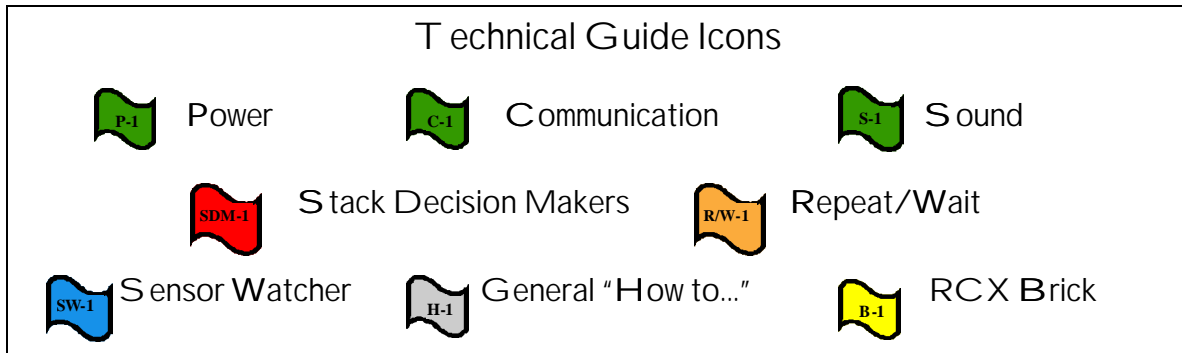 Technical Guide Icons
P-1 Power C-1 Communication S-1 Sound
SDM-1 Stack Decision Makers R/W-1 Repeat/Wait
SW-1 Sensor Watcher H-1 General “How to...” B-1 RCX Brick